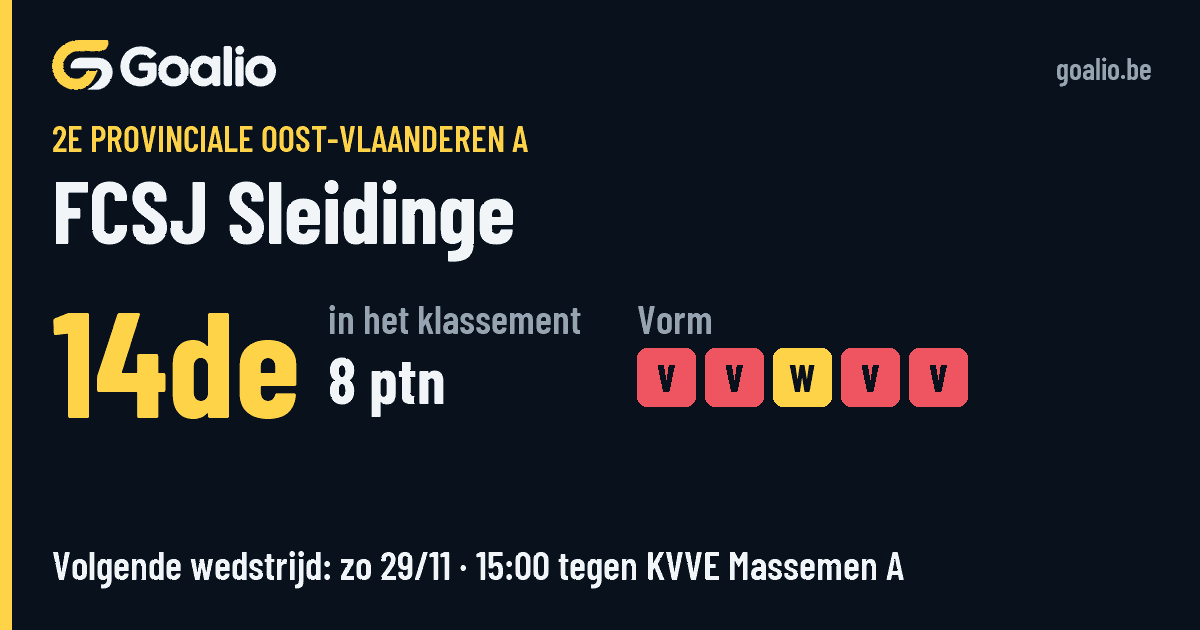 Goalio
goalio.be
2E PROVINCIALE OOST-VLAANDEREN A
FCSJ Sleidinge
14de
in het klassement
8 ptn
Vorm
V V W V V
Volgende wedstrijd: zo 29/11 · 15:00 tegen KVVE Massemen A